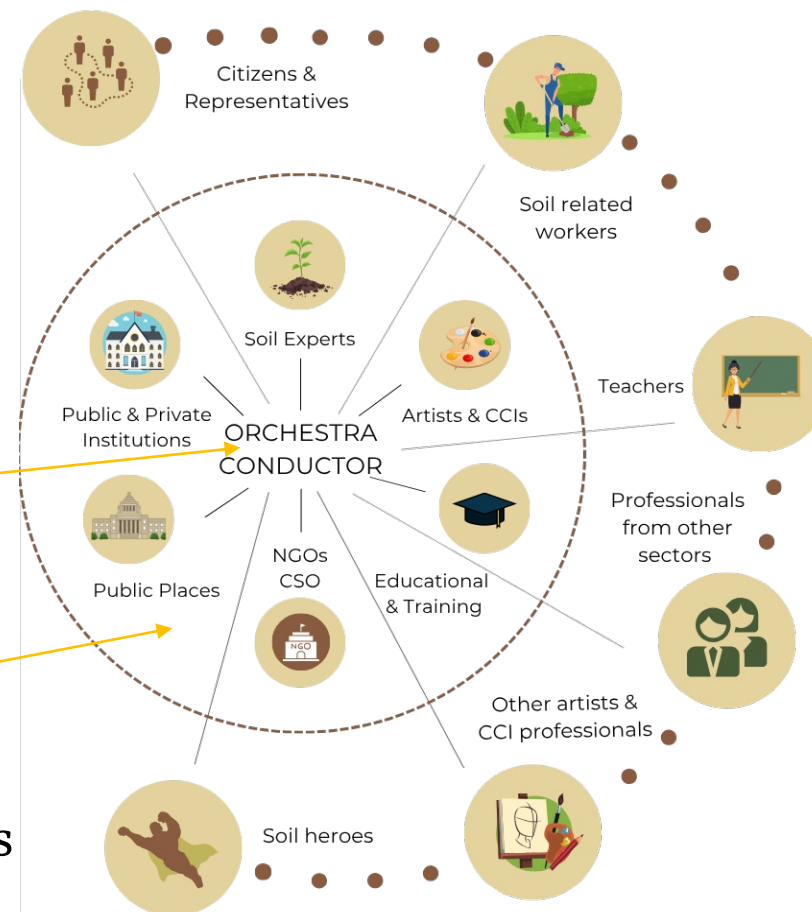 Citizens &
Representatives
Soil related
workers
Soil Experts
Teachers
Public & Private
Institutions
Artists & CCIs
ORCHESTRA
CONDUCTOR
Professionals
from other
sectors
Public Places
NGOs
CSO
Educational
& Training
NGO
Other artists &
CCI professionals
Soil heroes
s